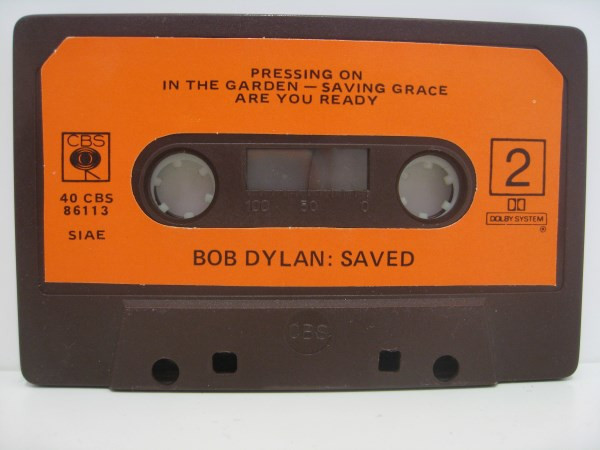 PRESSING ON
IN THE GARDEN — SAVING GRACE
ARE YOU READY
CBS
40 CBS
86113
SIAE
2
DOLBY SYSTEM
®
100 50 0
BOB DYLAN: SAVED
CBS